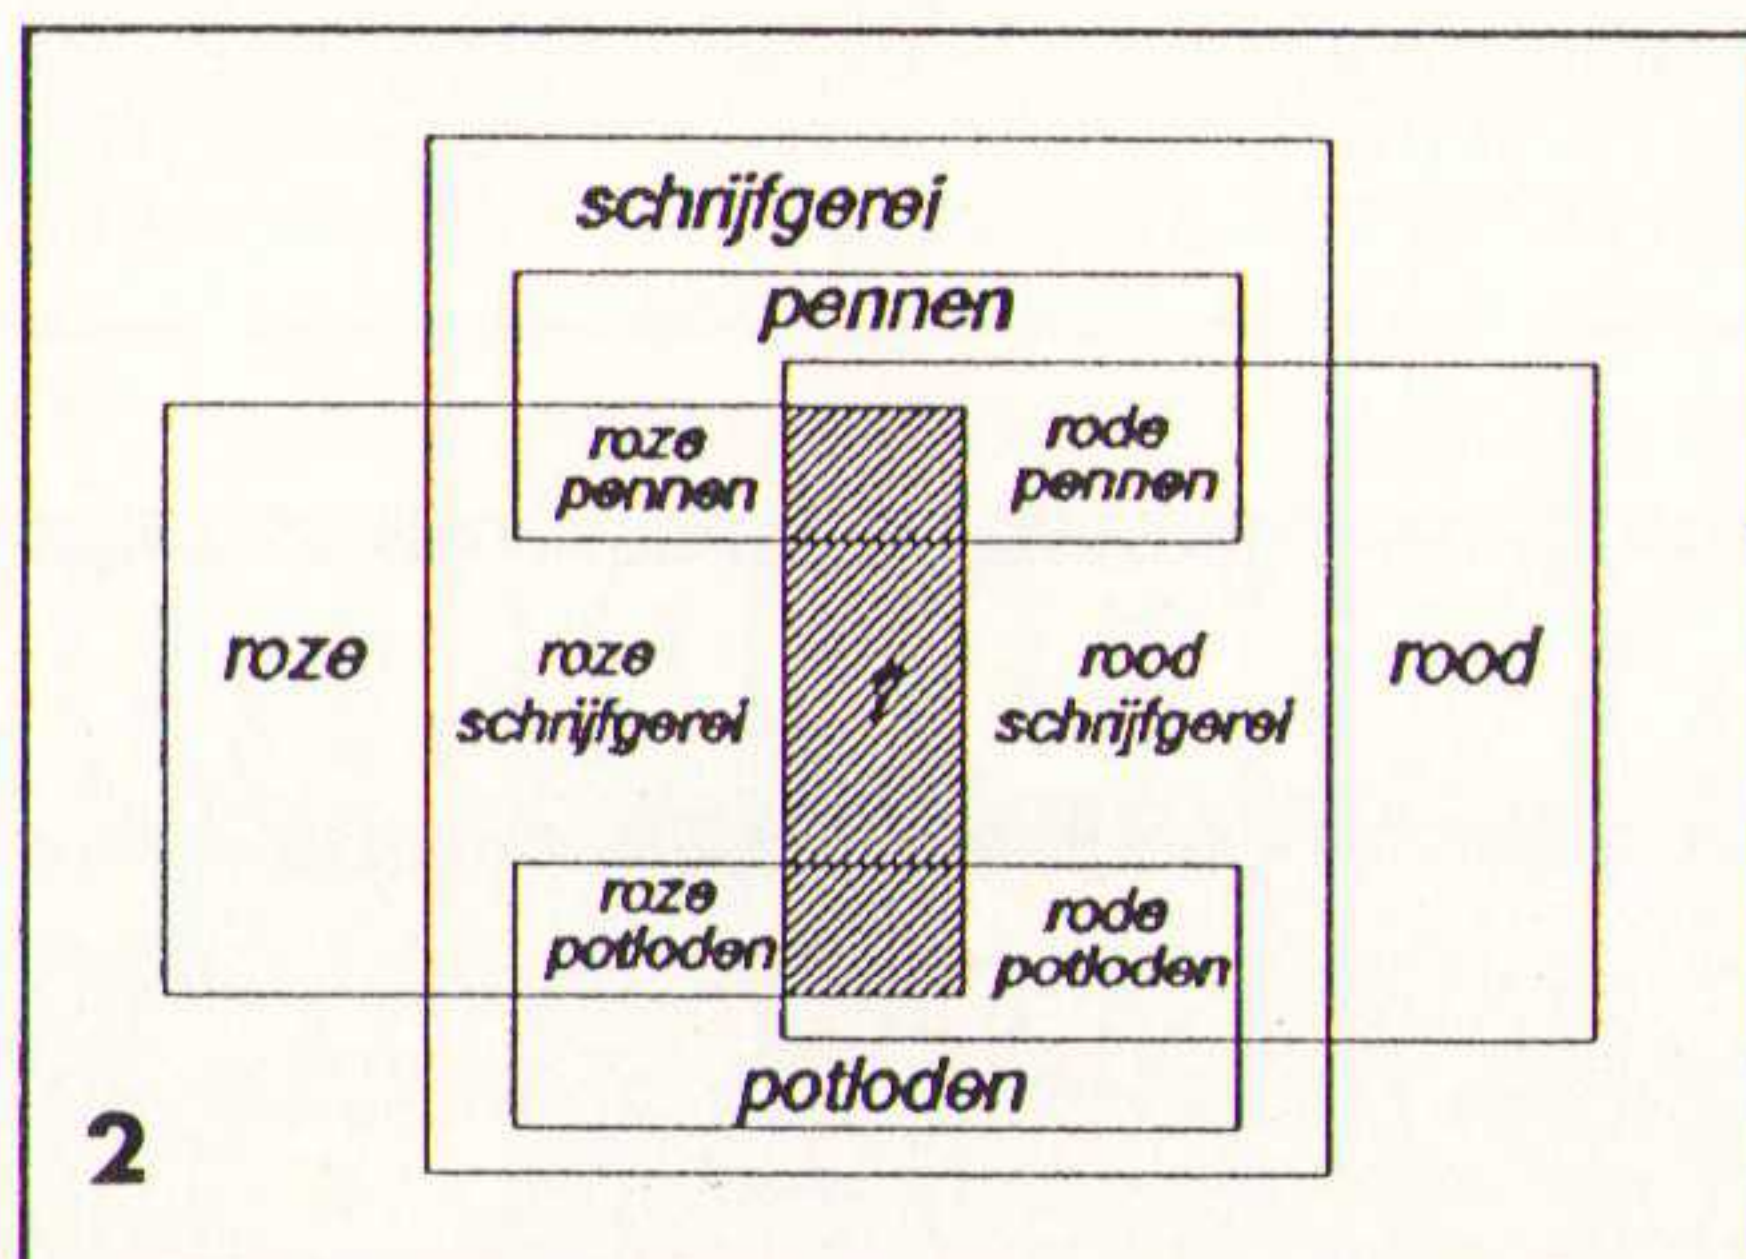 schrijfgerei
pennen
roze
pennen
rode
pennen
roze
roze
schrijfgerei
?
rood
schrijfgerei
rood
roze
potloden
rode
potloden
potloden
2